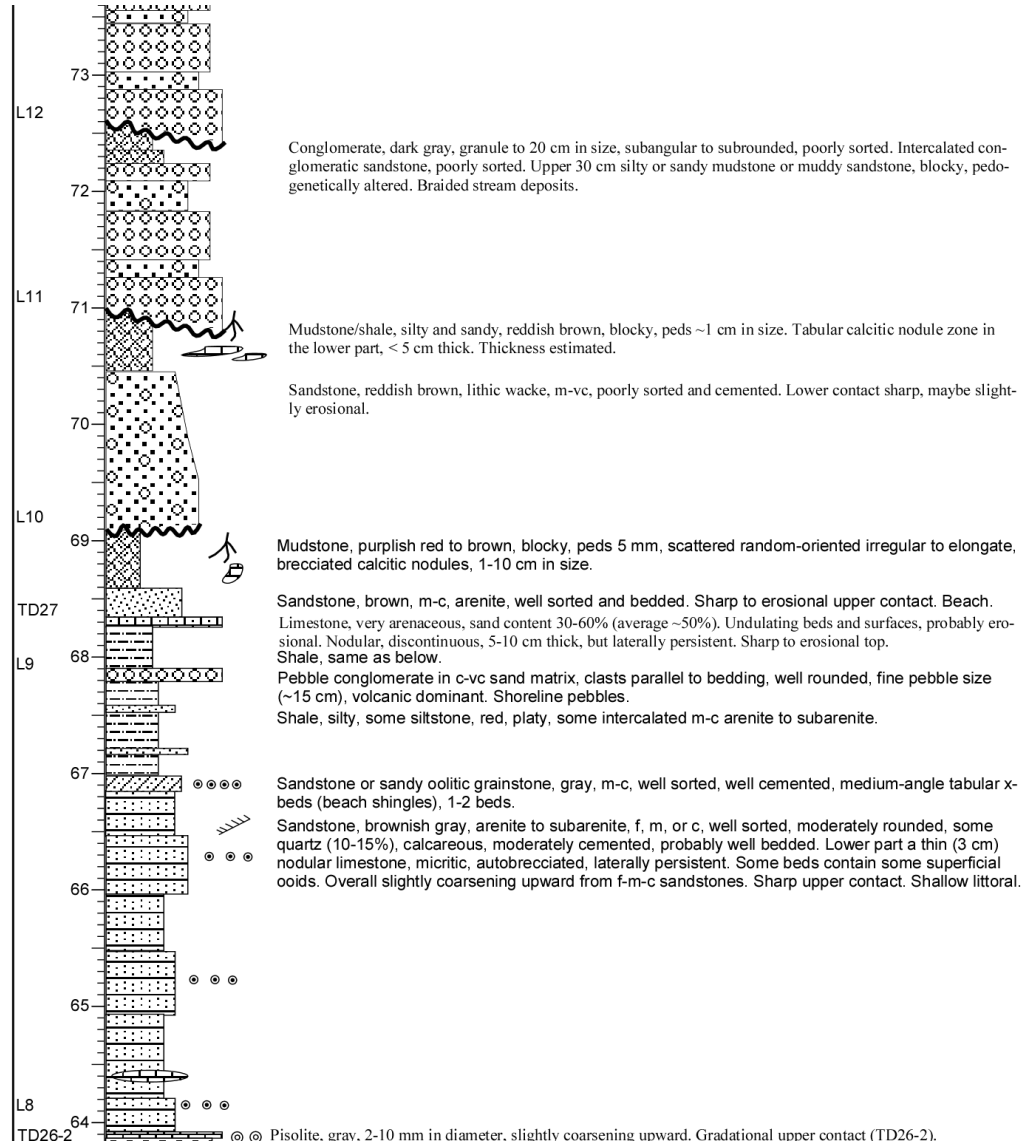 73
L12
Conglomerate, dark gray, granule to 20 cm in size, subangular to subrounded, poorly sorted. Intercalated con-
glomeratic sandstone, poorly sorted. Upper 30 cm silty or sandy mudstone or muddy sandstone, blocky, pedo-
genetically altered. Braided stream deposits.
72
L11
71
Mudstone/shale, silty and sandy, reddish brown, blocky, peds ~1 cm in size. Tabular calcitic nodule zone in
the lower part, < 5 cm thick. Thickness estimated.
Sandstone, reddish brown, lithic wacke, m-vc, poorly sorted and cemented. Lower contact sharp, maybe slight-
ly erosional.
70
L10
69
Mudstone, purplish red to brown, blocky, peds 5 mm, scattered random-oriented irregular to elongate,
brecciated calcitic nodules, 1-10 cm in size.
Sandstone, brown, m-c, arenite, well sorted and bedded. Sharp to erosional upper contact. Beach.
TD27
Limestone, very arenaceous, sand content 30-60% (average ~50%). Undulating beds and surfaces, probably ero-
sional. Nodular, discontinuous, 5-10 cm thick, but laterally persistent. Sharp to erosional top.
68
L9
Shale, same as below.
Pebble conglomerate in c-vc sand matrix, clasts parallel to bedding, well rounded, fine pebble size
(~15 cm), volcanic dominant. Shoreline pebbles.
Shale, silty, some siltstone, red, platy, some intercalated m-c arenite to subarenite.
67
Sandstone or sandy oolitic grainstone, gray, m-c, well sorted, well cemented, medium-angle tabular x-
beds (beach shingles), 1-2 beds.
Sandstone, brownish gray, arenite to subarenite, f, m, or c, well sorted, moderately rounded, some
quartz (10-15%), calcareous, moderately cemented, probably well bedded. Lower part a thin (3 cm)
nodular limestone, micritic, autobrecciated, laterally persistent. Some beds contain some superficial
ooids. Overall slightly coarsening upward from f-m-c sandstones. Sharp upper contact. Shallow littoral.
66
65
L8
64
TD26-2
Pisolite, gray, 2-10 mm in diameter, slightly coarsening upward. Gradational upper contact (TD26-2).